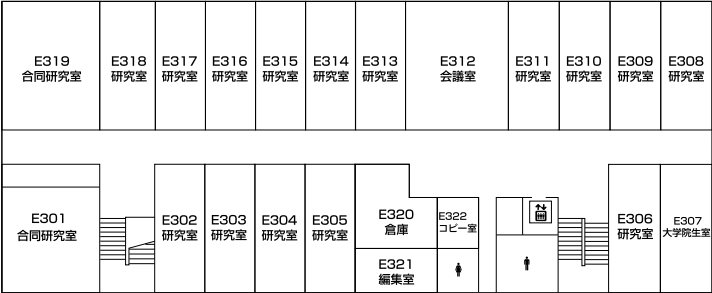 E319
合同研究室
E318
研究室
E317
研究室
E316
研究室
E315
研究室
E314
研究室
E313
研究室
E312
会議室
E311
研究室
E310
研究室
E309
研究室
E308
研究室
E301
合同研究室
E302
研究室
E303
研究室
E304
研究室
E305
研究室
E320
倉庫
E322
コピー室
E321
編集室
E306
研究室
E307
大学院生室